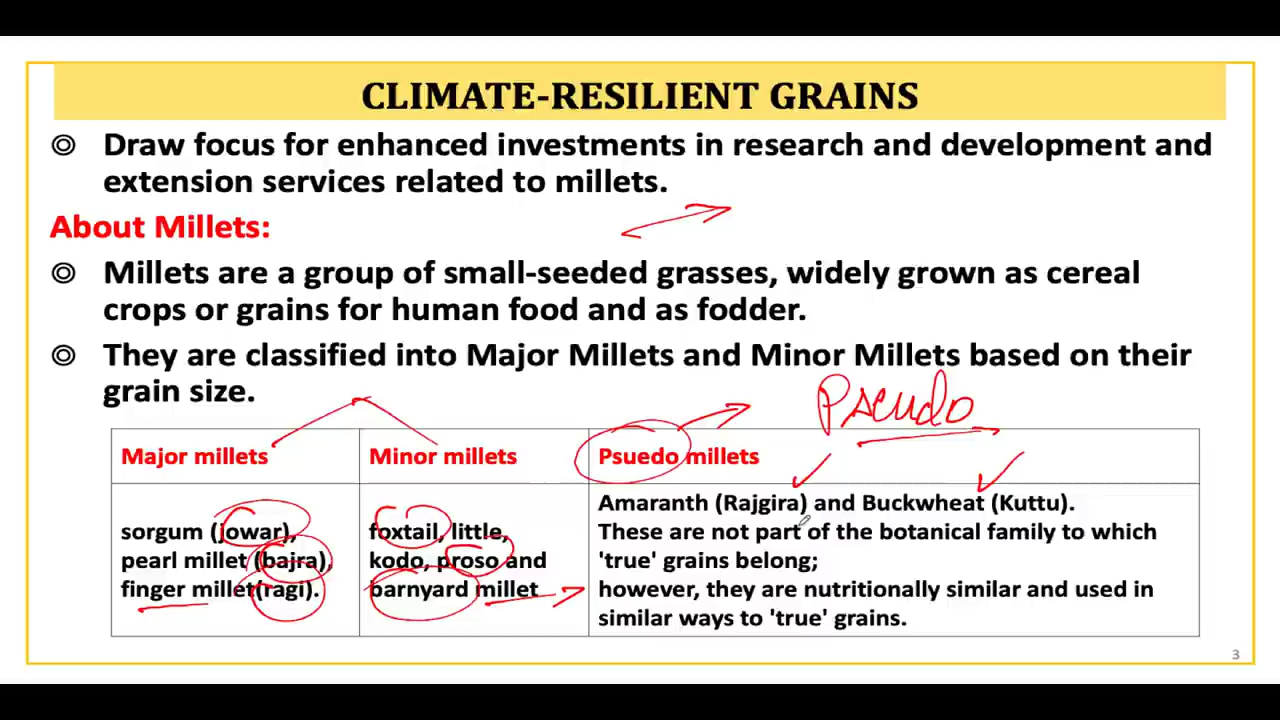 CLIMATE-RESILIENT GRAINS
◎ Draw focus for enhanced investments in research and development and
extension services related to millets.
About Millets:
◎ Millets are a group of small-seeded grasses, widely grown as cereal
crops or grains for human food and as fodder.
◎ They are classified into Major Millets and Minor Millets based on their
grain size.
Pseudo
Major millets
sorgum (jowar),
pearl millet (bajra),
finger millet(ragi).
Minor millets
foxtail, little,
kodo, proso and
barnyard millet
Psuedo millets
Amaranth (Rajgira) and Buckwheat (Kuttu).
These are not part of the botanical family to which
'true' grains belong;
however, they are nutritionally similar and used in
similar ways to 'true' grains.
3